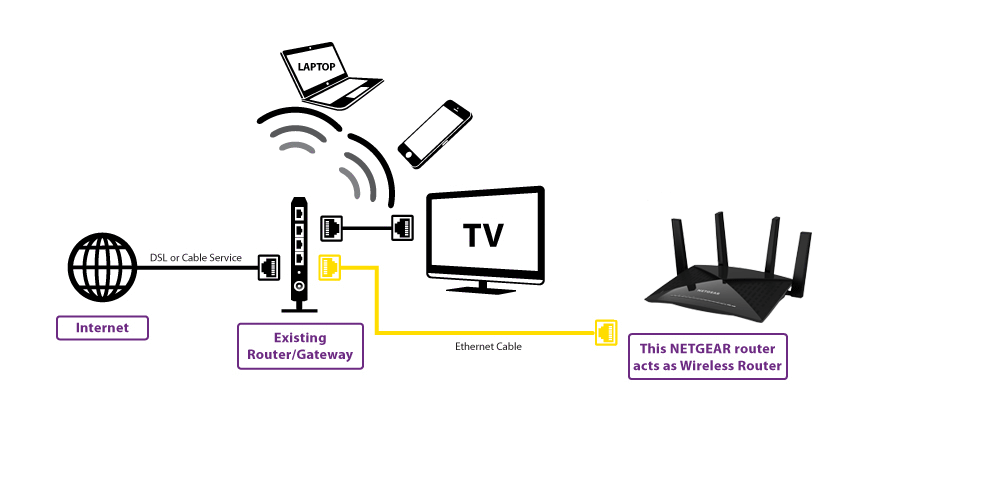 LAPTOP
TV
DSL or Cable Service
NETGEAR
Internet
Existing
Router/Gateway
Ethernet Cable
This NETGEAR router
acts as Wireless Router